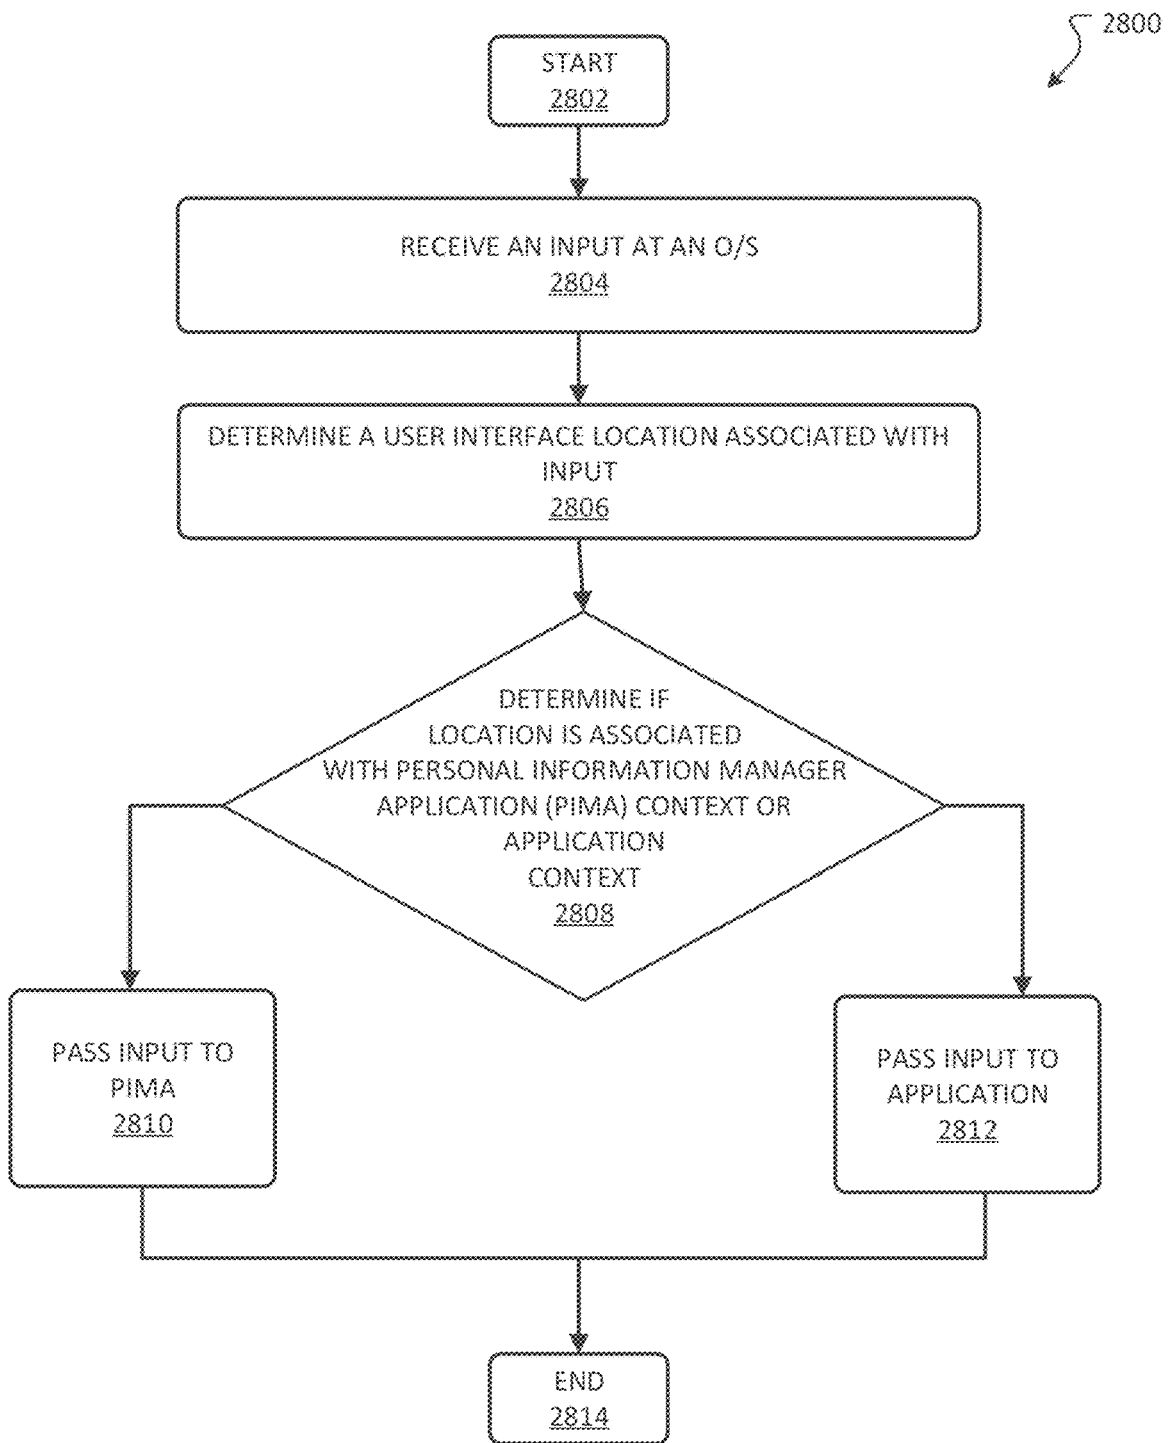 2800
START
2802
RECEIVE AN INPUT AT AN O/S
2804
DETERMINE A USER INTERFACE LOCATION ASSOCIATED WITH
INPUT
2806
DETERMINE IF
LOCATION IS ASSOCIATED
WITH PERSONAL INFORMATION MANAGER
APPLICATION (PIMA) CONTEXT OR
APPLICATION
CONTEXT
2808
PASS INPUT TO
PIMA
2810
PASS INPUT TO
APPLICATION
2812
END
2814